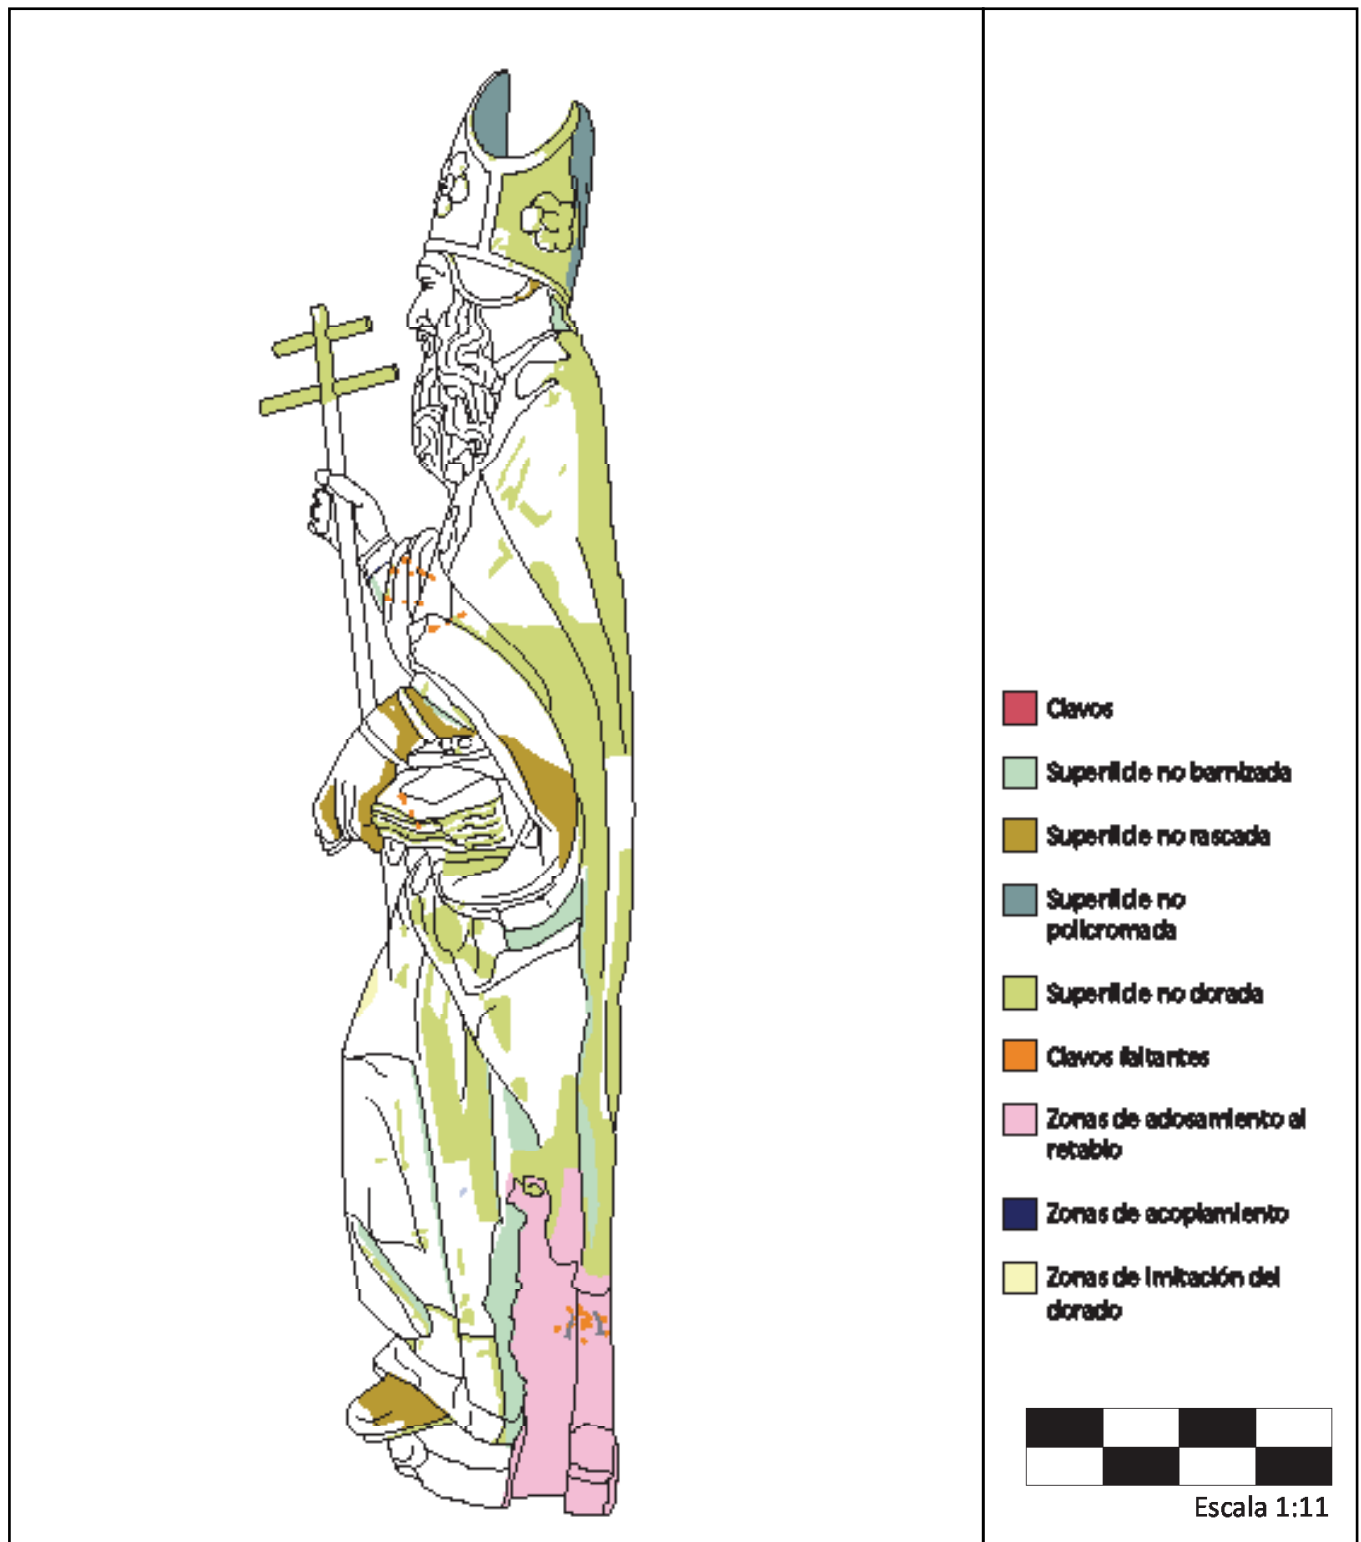 Clavos
Superficie no barnizada
Superficie no rascada
Superficie no
policromada
Superficie no dorada
Clavos faltantes
Zonas de adosamiento al
retablo
Zonas de acoplamiento
Zonas de imitación del
dorado
Escala 1:11